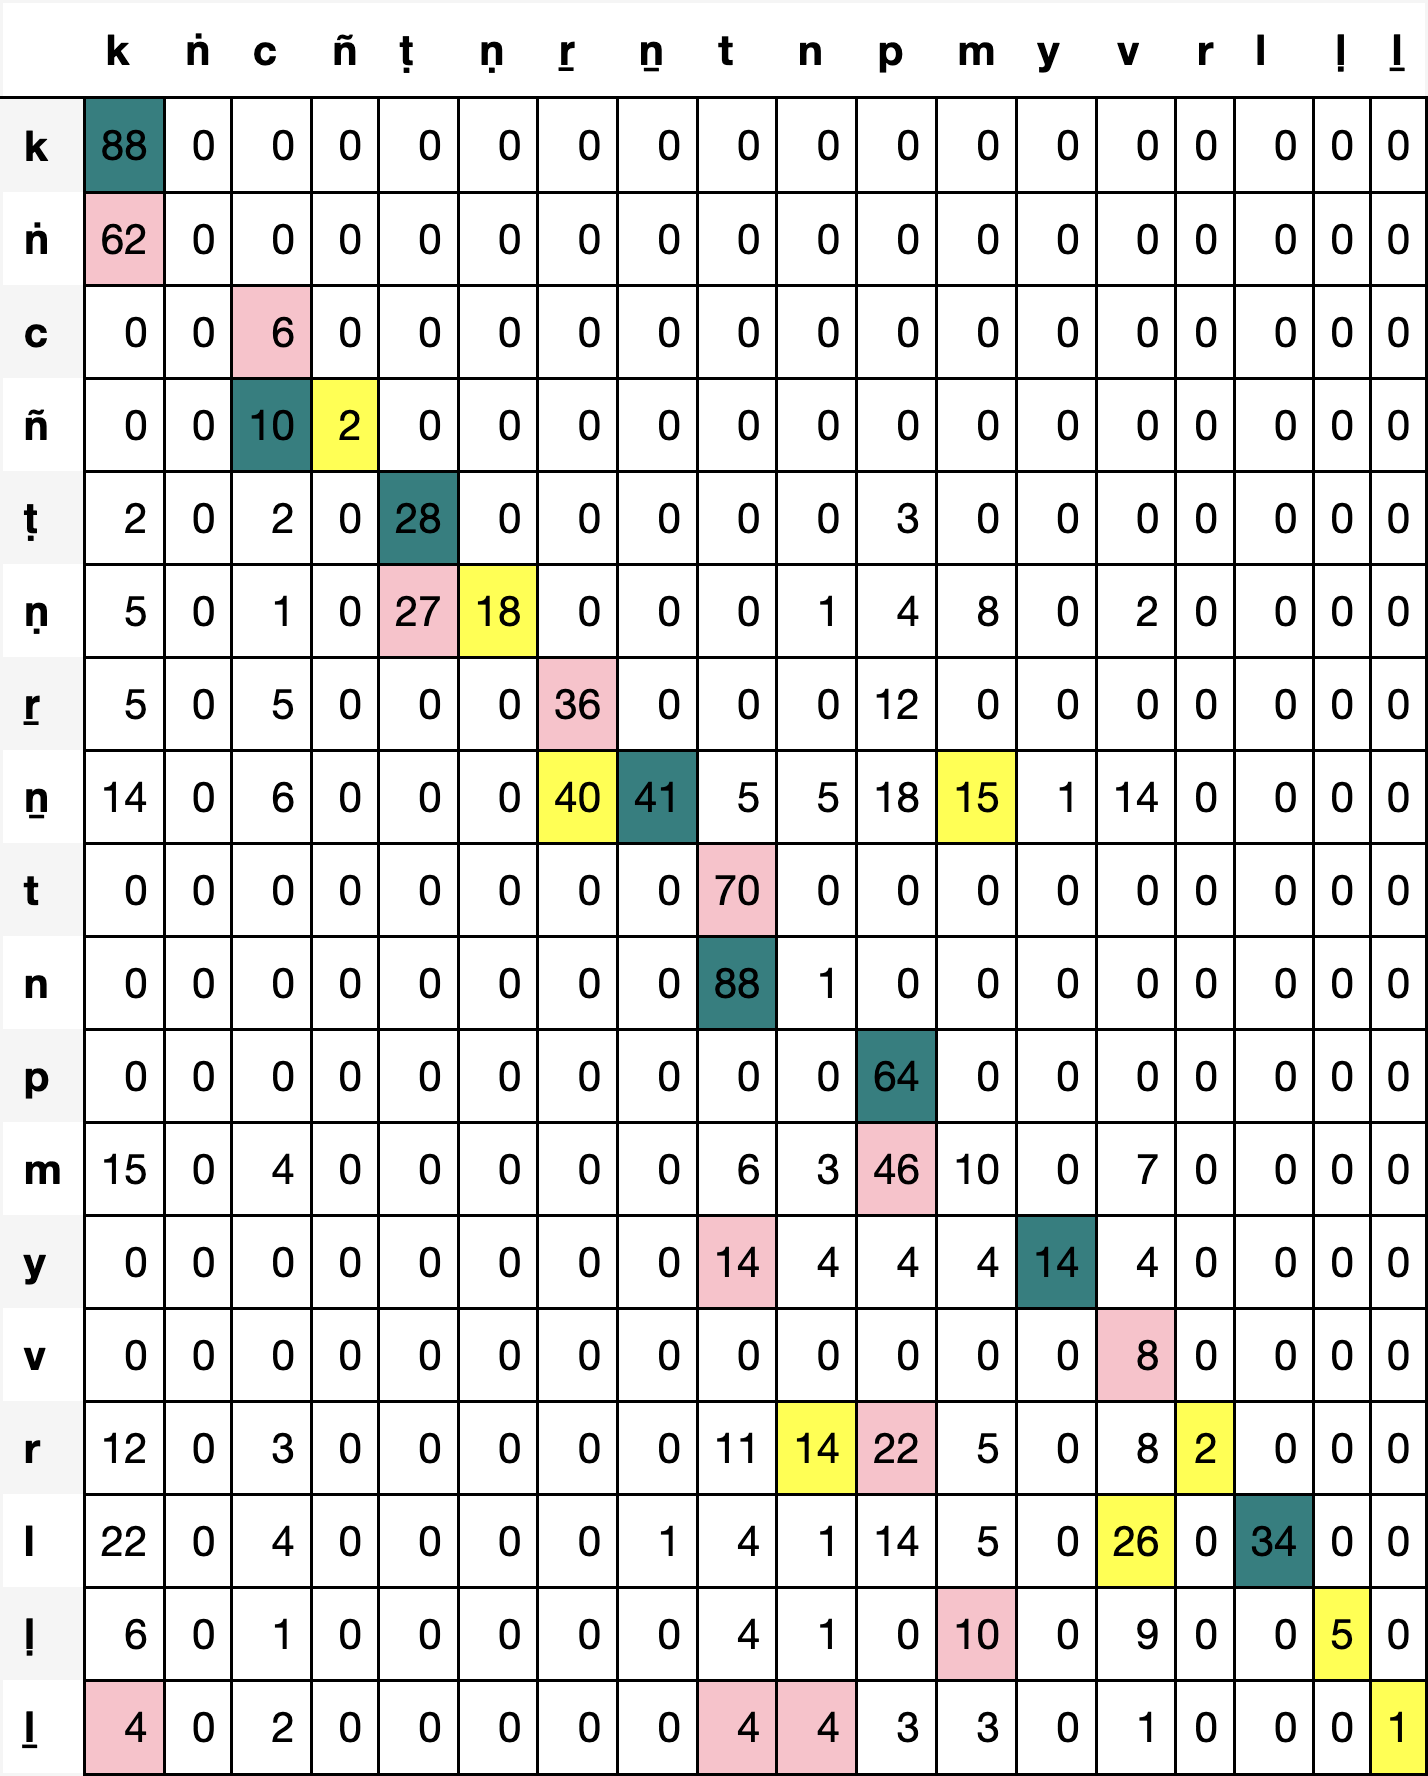 k ṅ c ñ ṭ ṇ ṟ ṉ t n p m y v r l ḷ ḻ
k 88 0 0 0 0 0 0 0 0 0 0 0 0 0 0 0 0 0
ṅ 62 0 0 0 0 0 0 0 0 0 0 0 0 0 0 0 0 0
c 0 0 6 0 0 0 0 0 0 0 0 0 0 0 0 0 0 0
ñ 0 0 10 2 0 0 0 0 0 0 0 0 0 0 0 0 0 0
ṭ 2 0 2 0 28 0 0 0 0 0 3 0 0 0 0 0 0 0
ṇ 5 0 1 0 27 18 0 0 0 1 4 8 0 2 0 0 0 0
ṟ 5 0 5 0 0 0 36 0 0 0 12 0 0 0 0 0 0 0
ṉ 14 0 6 0 0 0 40 41 5 5 18 15 1 14 0 0 0 0
t 0 0 0 0 0 0 0 0 70 0 0 0 0 0 0 0 0 0
n 0 0 0 0 0 0 0 0 88 1 0 0 0 0 0 0 0 0
p 0 0 0 0 0 0 0 0 0 0 64 0 0 0 0 0 0 0
m 15 0 4 0 0 0 0 0 6 3 46 10 0 7 0 0 0 0
y 0 0 0 0 0 0 0 0 14 4 4 4 14 4 0 0 0 0
v 0 0 0 0 0 0 0 0 0 0 0 0 0 8 0 0 0 0
r 12 0 3 0 0 0 0 0 11 14 22 5 0 8 2 0 0 0
l 22 0 4 0 0 0 0 1 4 1 14 5 0 26 0 34 0 0
ḷ 6 0 1 0 0 0 0 0 4 1 0 10 0 9 0 0 5 0
ḻ 4 0 2 0 0 0 0 0 4 4 3 3 0 1 0 0 0 1